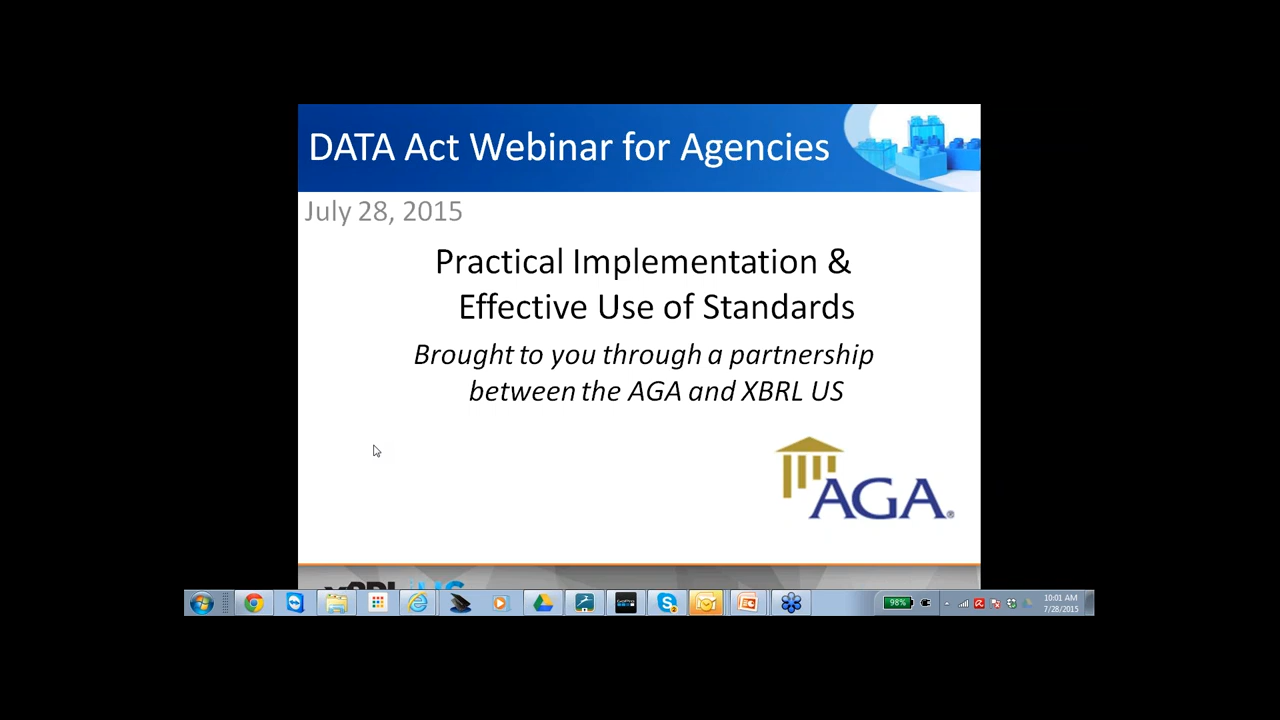 DATA Act Webinar for Agencies
July 28, 2015
Practical Implementation &
Effective Use of Standards
Brought to you through a partnership
between the AGA and XBRL US
AGA®
98%
10:01 AM
7/28/2015